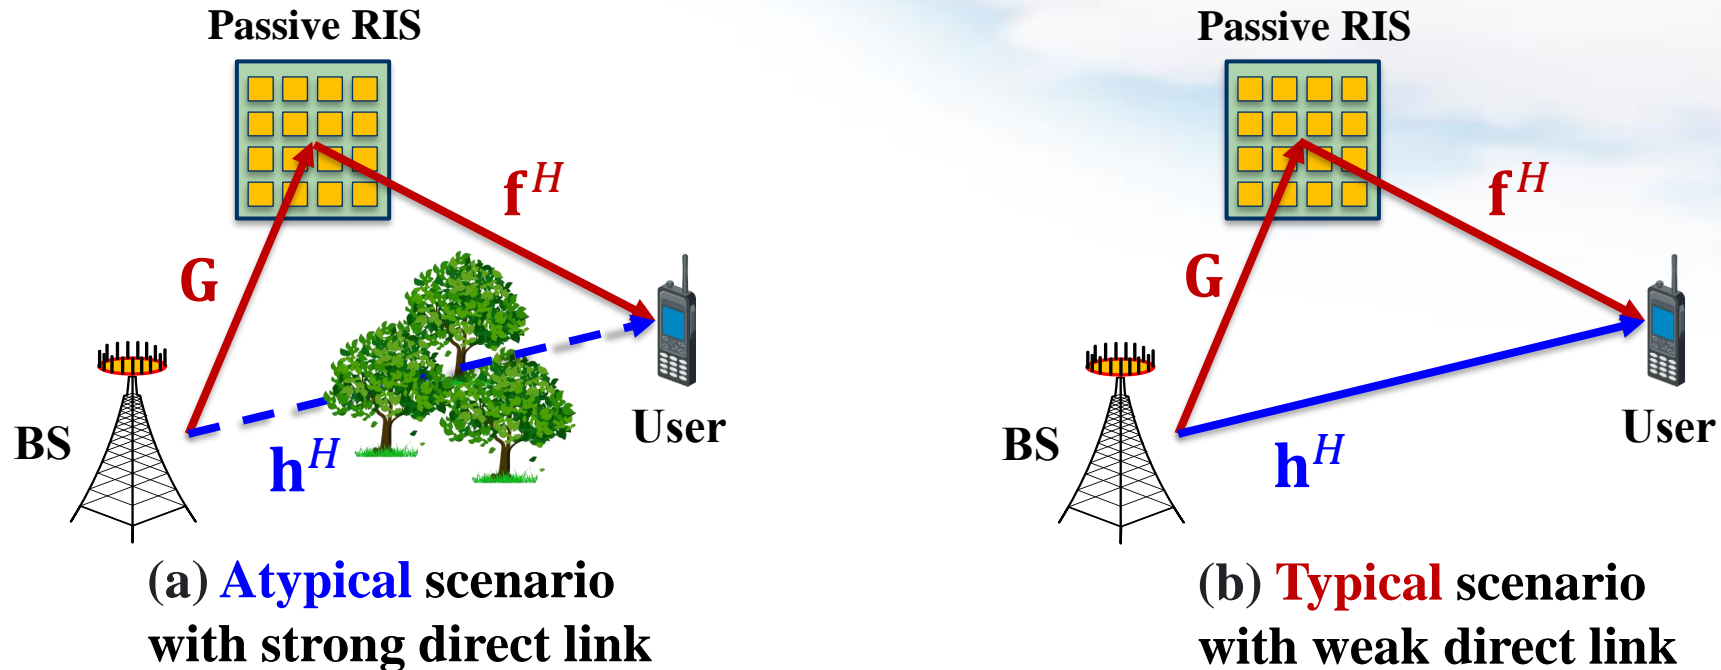 Passive RIS
G
f^H
BS
h^H
User
(a) Atypical scenario
with strong direct link
Passive RIS
G
f^H
BS
h^H
User
(b) Typical scenario
with weak direct link